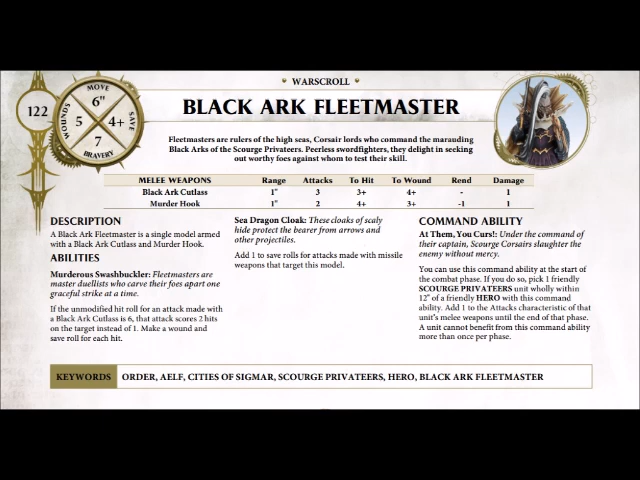 WARSCROLL
122
MOVE
6"
WOUNDS
5
4+
SAVE
7
BRAVERY
BLACK ARK FLEETMASTER
Fleetmasters are rulers of the high seas, Corsair lords who command the marauding
Black Arks of the Scourge Privateers. Peerless swordfighters, they delight in seeking
out worthy foes against whom to test their skill.
MELEE WEAPONS Range Attacks To Hit To Wound Rend Damage
Black Ark Cutlass 1" 3 3+ 4+ - 1
Murder Hook 1" 2 4+ 3+ -1 1
DESCRIPTION
A Black Ark Fleetmaster is a single model armed
with a Black Ark Cutlass and Murder Hook.
ABILITIES
Murderous Swashbuckler: Fleetmasters are
master duellists who carve their foes apart one
graceful strike at a time.
If the unmodified hit roll for an attack made with
a Black Ark Cutlass is 6, that attack scores 2 hits
on the target instead of 1. Make a wound and
save roll for each hit.
Sea Dragon Cloak: These cloaks of scaly
hide protect the bearer from arrows and
other projectiles.
Add 1 to save rolls for attacks made with missile
weapons that target this model.
COMMAND ABILITY
At Them, You Curs!: Under the command of
their captain, Scourge Corsairs slaughter the
enemy without mercy.
You can use this command ability at the start of
the combat phase. If you do so, pick 1 friendly
SCOURGE PRIVATEERS unit wholly within
12" of a friendly HERO with this command
ability. Add 1 to the Attacks characteristic of that
unit's melee weapons until the end of that phase.
A unit cannot benefit from this command ability
more than once per phase.
KEYWORDS ORDER, AELF, CITIES OF SIGMAR, SCOURGE PRIVATEERS, HERO, BLACK ARK FLEETMASTER